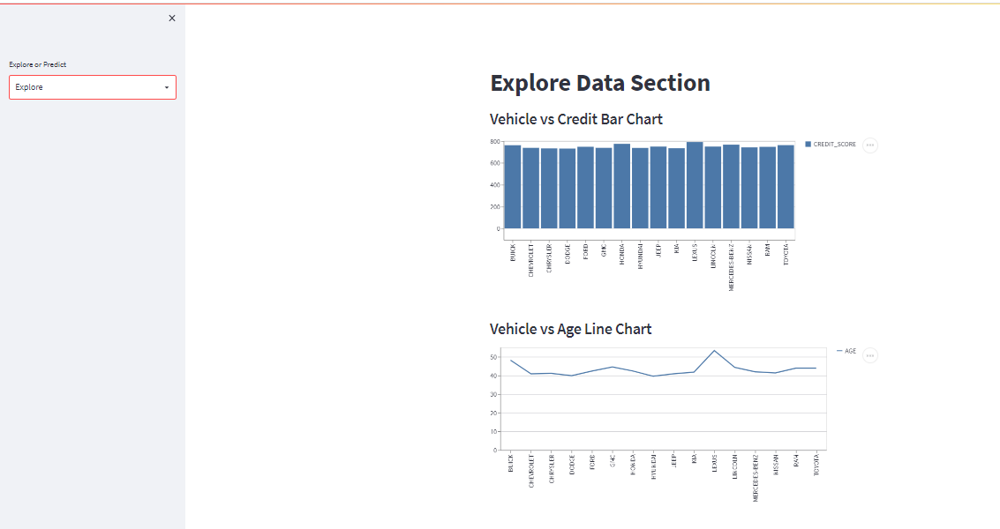 ×
Explore or Predict
Explore
Explore Data Section
Vehicle vs Credit Bar Chart
800
600
400
200
0
CREDIT_SCORE
BUICK
CHEVROLET
CHRYSLER
DODGE
FORD
GMC
HONDA
HYUNDAI
JEEP
KIA
LEXUS
LINCOLN
MERCEDES-BENZ
NISSAN
RAM
TOYOTA
Vehicle vs Age Line Chart
50
40
30
20
10
0
AGE
BUICK
CHEVROLET
CHRYSLER
DODGE
FORD
GMC
HONDA
HYUNDAI
JEEP
KIA
LEXUS
LINCOLN
MERCEDES-BENZ
NISSAN
RAM
TOYOTA